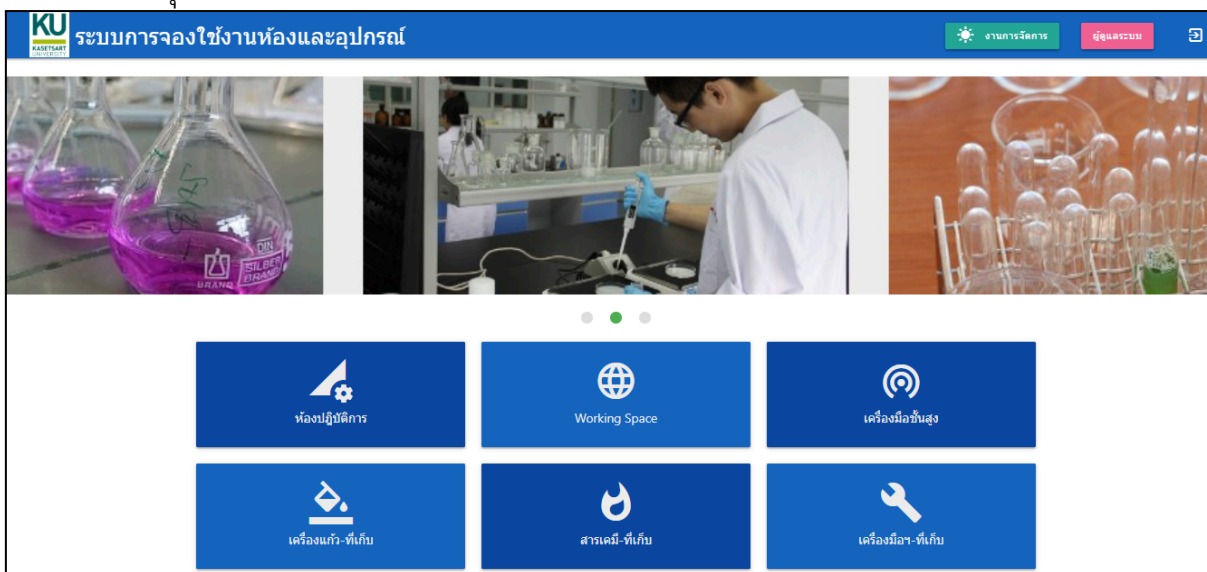 KU
KASETSART
UNIVERSITY
ระบบการจองใช้งานห้องและอุปกรณ์
งานการจัดการ
ผู้ดูแลระบบ
DIN
SILBER
BRAND
BRAND
ห้องปฏิบัติการ
Working Space
เครื่องมือชั้นสูง
เครื่องแก้ว-ที่เก็บ
สารเคมี-ที่เก็บ
เครื่องมือฯ-ที่เก็บ